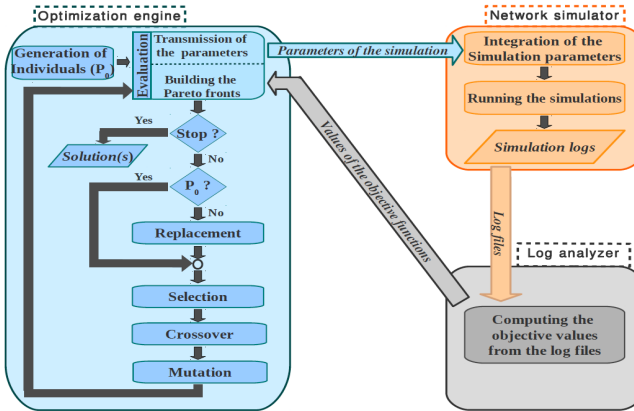 Optimization engine
Generation of
Individuals (P0)
Evaluation
Transmission
of the
parameters
Building the
Pareto fronts
Yes
Stop ?
Solution(s)
No
Yes
P0 ?
No
Replacement
Selection
Crossover
Mutation
Parameters of the simulation
Values of the objective functions
Network simulator
Integration of the
Simulation parameters
Running the simulations
Simulation logs
Log files
Log analyzer
Computing the
objective values
from the log files